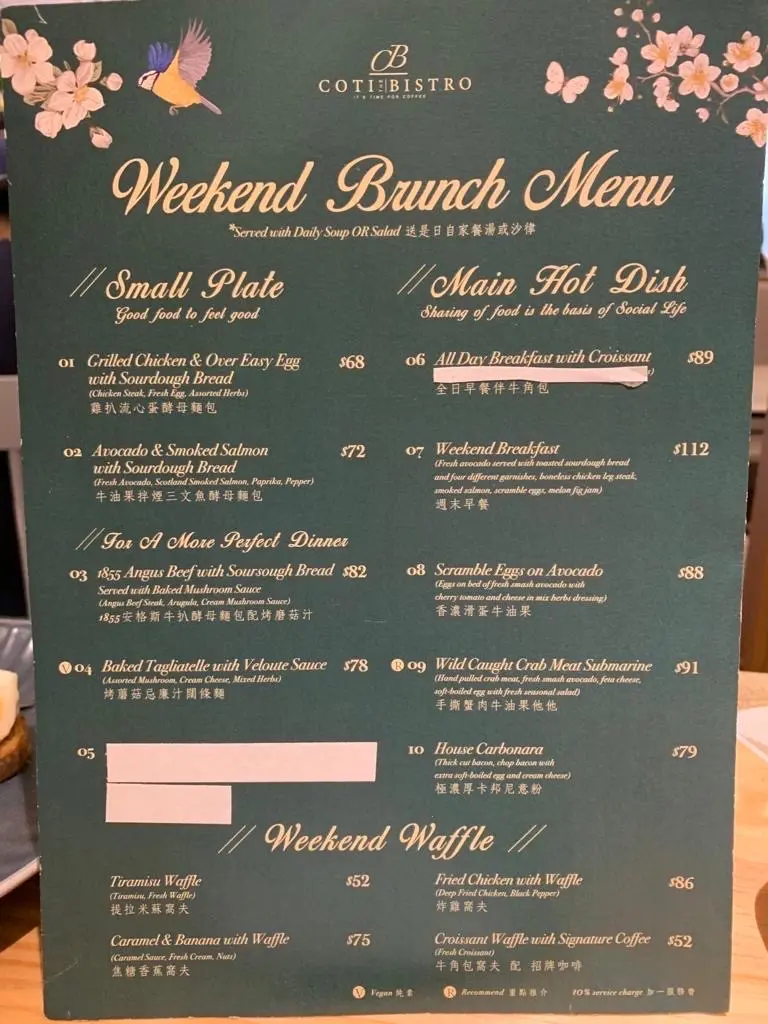 CB
COTI THE BISTRO
IT'S TIME FOR COFFEE
Weekend Brunch Menu
*Served with Daily Soup OR Salad 送是日自家餐湯或沙律
// Small Plate
Good food to feel good
01 Grilled Chicken & Over Easy Egg $68
with Sourdough Bread
(Chicken Steak, Fresh Egg, Assorted Herbs)
雞扒流心蛋酵母麵包
02 Avocado & Smoked Salmon $72
with Sourdough Bread
(Fresh Avocado, Scotland Smoked Salmon, Paprika, Pepper)
牛油果拌煙三文魚酵母麵包
// For A More Perfect Dinner
03 1855 Angus Beef with Soursough Bread $82
Served with Baked Mushroom Sauce
(Angus Beef Steak, Arugula, Cream Mushroom Sauce)
1855安格斯牛扒酵母麵包配烤蘑菇汁
V 04 Baked Tagliatelle with Veloute Sauce $78
(Assorted Mushroom, Cream Cheese, Mixed Herbs)
烤蘑菇忌廉汁闊條麵
05
// Main Hot Dish
Sharing of food is the basis of Social Life
06 All Day Breakfast with Croissant $89
全日早餐伴牛角包
07 Weekend Breakfast $112
(Fresh avocado served with toasted sourdough bread
and four different garnishes, boneless chicken leg steak,
smoked salmon, scramble eggs, melon fig jam)
週末早餐
08 Scramble Eggs on Avocado $88
(Eggs on bed of fresh smash avocado with
cherry tomato and cheese in mix herbs dressing)
香濃滑蛋牛油果
R 09 Wild Caught Crab Meat Submarine $91
(Hand pulled crab meat, fresh smash avocado, feta cheese,
soft-boiled egg with fresh seasonal salad)
手撕蟹肉牛油果他他
10 House Carbonara $79
(Thick cut bacon, chop bacon with
extra soft-boiled egg and cream cheese)
極濃厚卡邦尼意粉
// Weekend Waffle //
Tiramisu Waffle $52
(Tiramisu, Fresh Waffle)
提拉米蘇窩夫
Caramel & Banana with Waffle $75
(Caramel Sauce, Fresh Cream, Nuts)
焦糖香蕉窩夫
Fried Chicken with Waffle $86
(Deep Fried Chicken, Black Pepper)
炸雞窩夫
Croissant Waffle with Signature Coffee $52
(Fresh Croissant)
牛角包窩夫 配 招牌咖啡
V Vegan 純素 R Recommend 重點推介 10% service charge 加一服務費